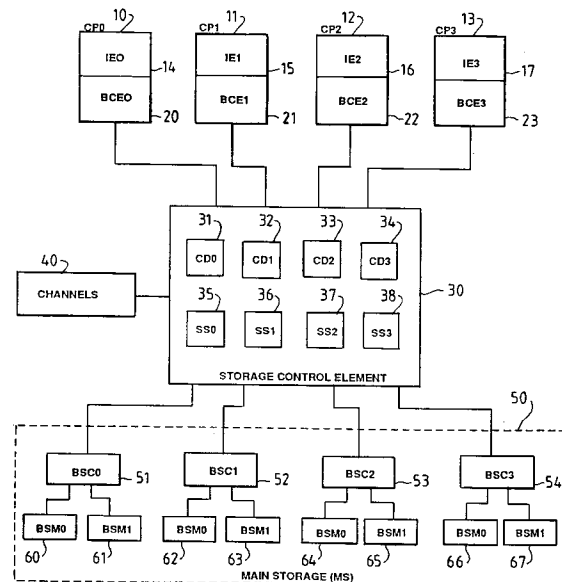 10 11 12 13
CP0 CP1 CP2 CP3
IEO IE1 IE2 IE3
14 15 16 17
BCEO BCE1 BCE2 BCE3
20 21 22 23
31 32 33 34
40
CD0 CD1 CD2 CD3
CHANNELS
30
35 36 37 38
SS0 SS1 SS2 SS3
STORAGE CONTROL ELEMENT
50
BSC0 BSC1 BSC2 BSC3
51 52 53 54
BSM0 BSM1 BSM0 BSM1 BSM0 BSM1 BSM0 BSM1
60 61 62 63 64 65 66 67
MAIN STORAGE (MS)